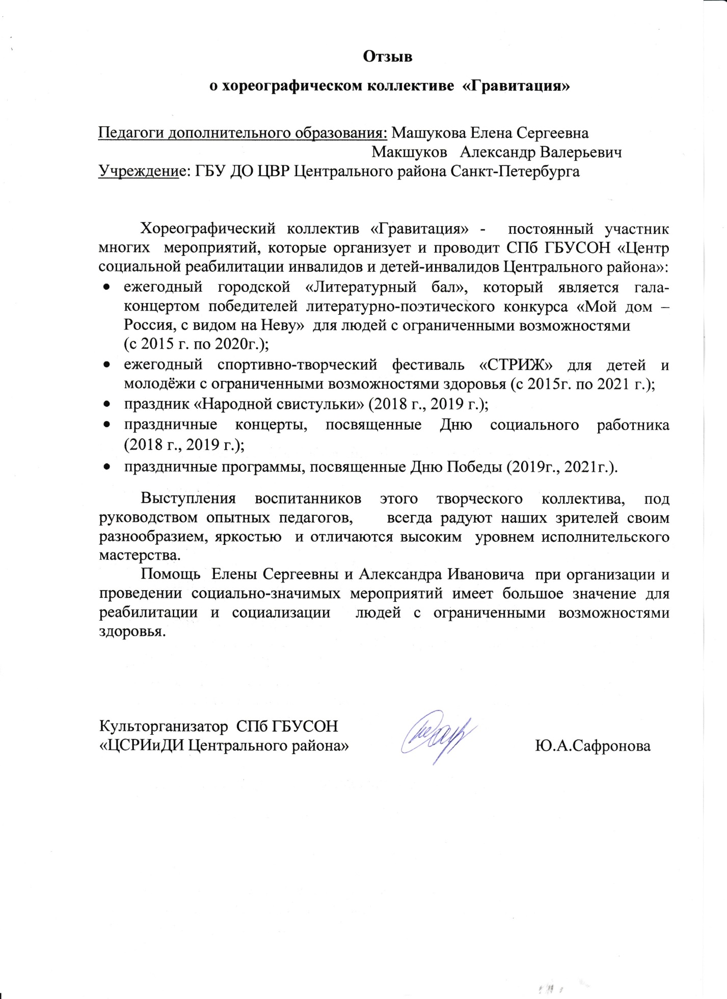 Отзыв
о хореографическом коллективе «Гравитация»
Педагоги дополнительного образования: Машукова Елена Сергеевна
Макшуков Александр Валерьевич
Учреждение: ГБУ ДО ЦВР Центрального района Санкт-Петербурга
Хореографический коллектив «Гравитация» - постоянный участник
многих мероприятий, которые организует и проводит СПб ГБУСОН «Центр
социальной реабилитации инвалидов и детей-инвалидов Центрального района»:
• ежегодный городской «Литературный бал», который является гала-
концертом победителей литературно-поэтического конкурса «Мой дом –
Россия, с видом на Неву» для людей с ограниченными возможностями
(с 2015 г. по 2020г.);
• ежегодный спортивно-творческий фестиваль «СТРИЖ» для детей и
молодёжи с ограниченными возможностями здоровья (с 2015г. по 2021 г.);
• праздник «Народной свистульки» (2018 г., 2019 г.);
• праздничные концерты, посвященные Дню социального работника
(2018 г., 2019 г.);
• праздничные программы, посвященные Дню Победы (2019г., 2021г.).
Выступления воспитанников этого творческого коллектива, под
руководством опытных педагогов, всегда радуют наших зрителей своим
разнообразием, яркостью и отличаются высоким уровнем исполнительского
мастерства.
Помощь Елены Сергеевны и Александра Ивановича при организации и
проведении социально-значимых мероприятий имеет большое значение для
реабилитации и социализации людей с ограниченными возможностями
здоровья.
Культорганизатор СПб ГБУСОН
«ЦСРИиДИ Центрального района» Ю.А.Сафронова